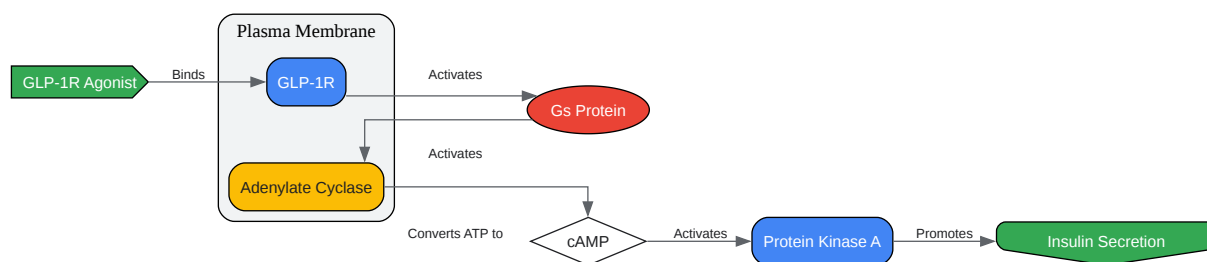 Plasma Membrane
GLP-1R Agonist
Binds
GLP-1R
Activates
Gs Protein
Activates
Adenylate Cyclase
Converts ATP to
cAMP
Activates
Protein Kinase A
Promotes
Insulin Secretion